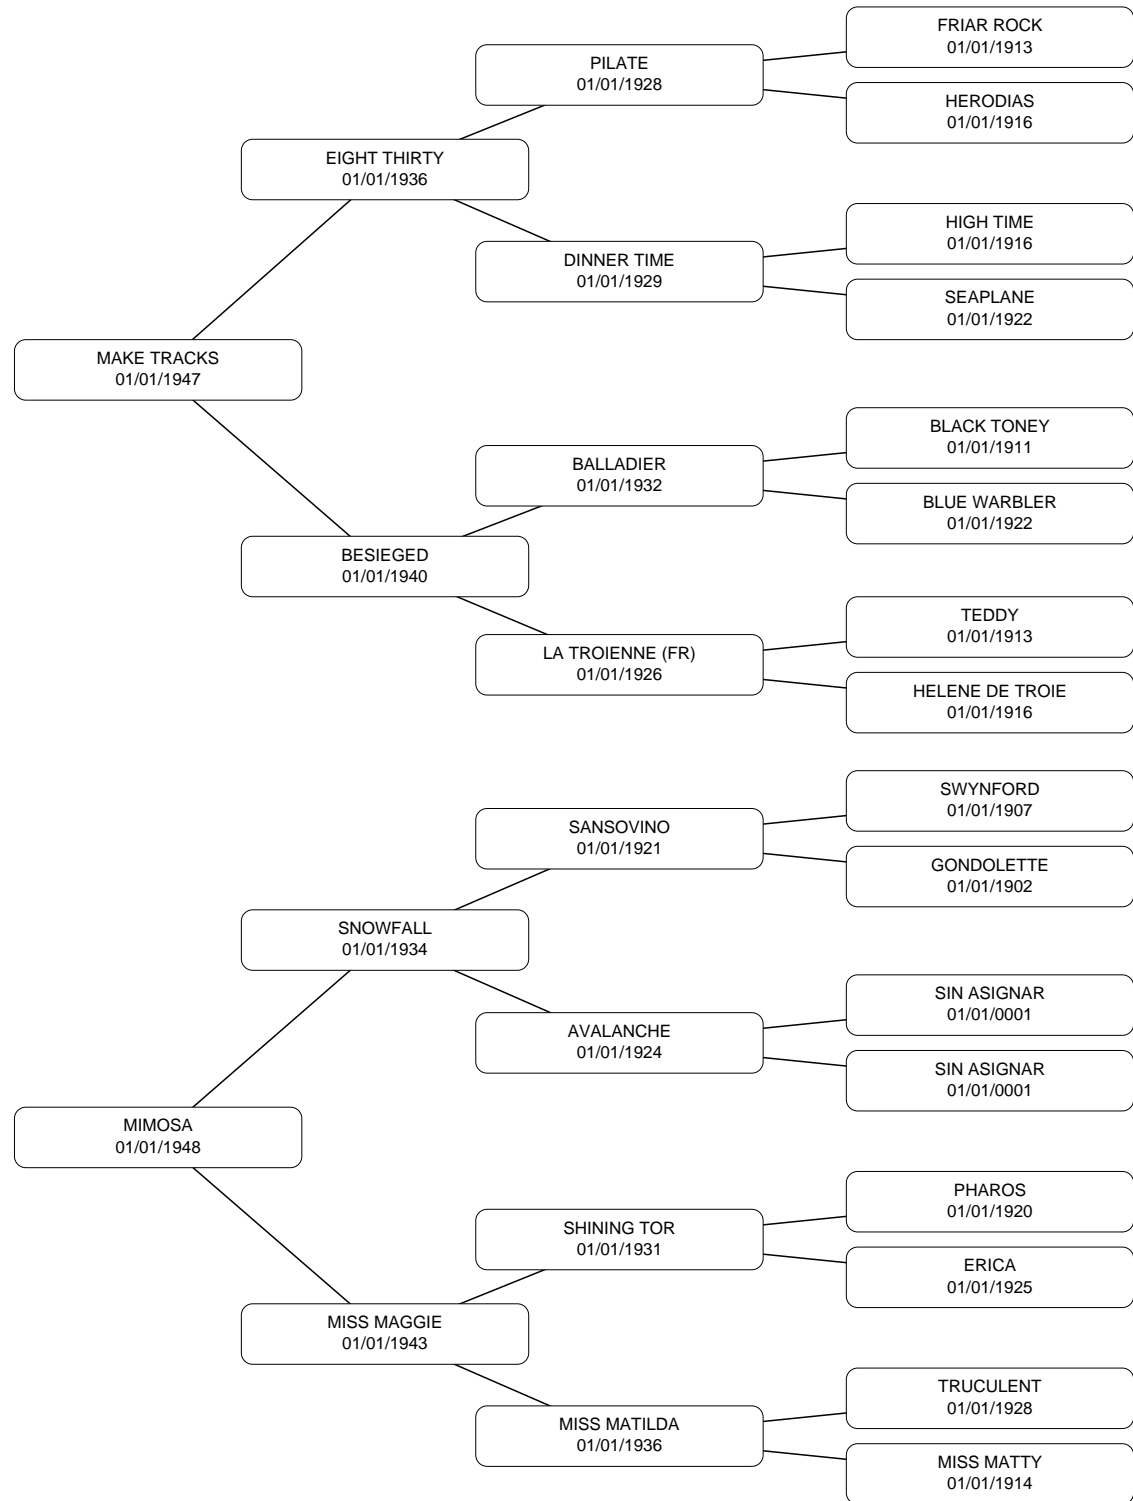 FRIAR ROCK
01/01/1913
PILATE
01/01/1928
HERODIAS
01/01/1916
EIGHT THIRTY
01/01/1936
HIGH TIME
01/01/1916
DINNER TIME
01/01/1929
SEAPLANE
01/01/1922
MAKE TRACKS
01/01/1947
BLACK TONEY
01/01/1911
BALLADIER
01/01/1932
BLUE WARBLER
01/01/1922
BESIEGED
01/01/1940
TEDDY
01/01/1913
LA TROIENNE (FR)
01/01/1926
HELENE DE TROIE
01/01/1916
SWYNFORD
01/01/1907
SANSOVINO
01/01/1921
GONDOLETTE
01/01/1902
SNOWFALL
01/01/1934
SIN ASIGNAR
01/01/0001
AVALANCHE
01/01/1924
SIN ASIGNAR
01/01/0001
MIMOSA
01/01/1948
PHAROS
01/01/1920
SHINING TOR
01/01/1931
ERICA
01/01/1925
MISS MAGGIE
01/01/1943
TRUCULENT
01/01/1928
MISS MATILDA
01/01/1936
MISS MATTY
01/01/1914